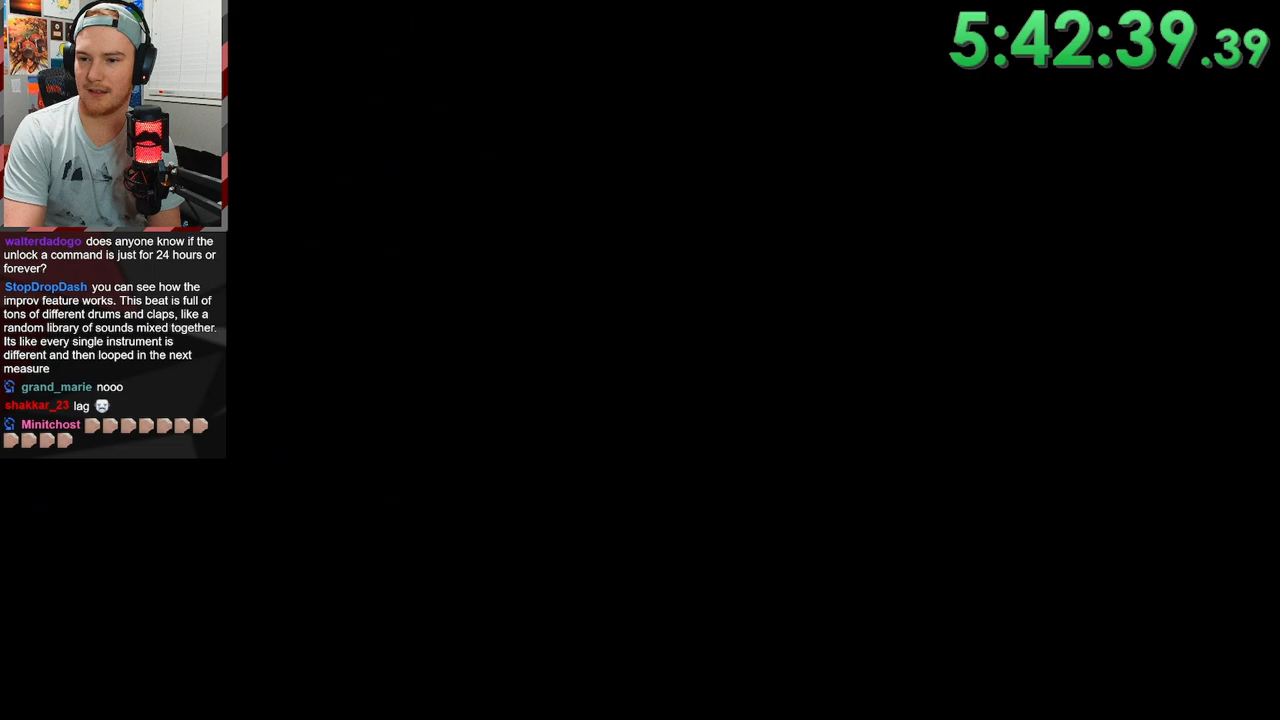 5:42:39.39
walterdadogo does anyone know if the
unlock a command is just for 24 hours or
forever?
StopDropDash you can see how the
improv feature works. This beat is full of
tons of different drums and claps, like a
random library of sounds mixed together.
Its like every single instrument is
different and then looped in the next
measure
grand_marie nooo
shakkar_23 lag
Minitchost